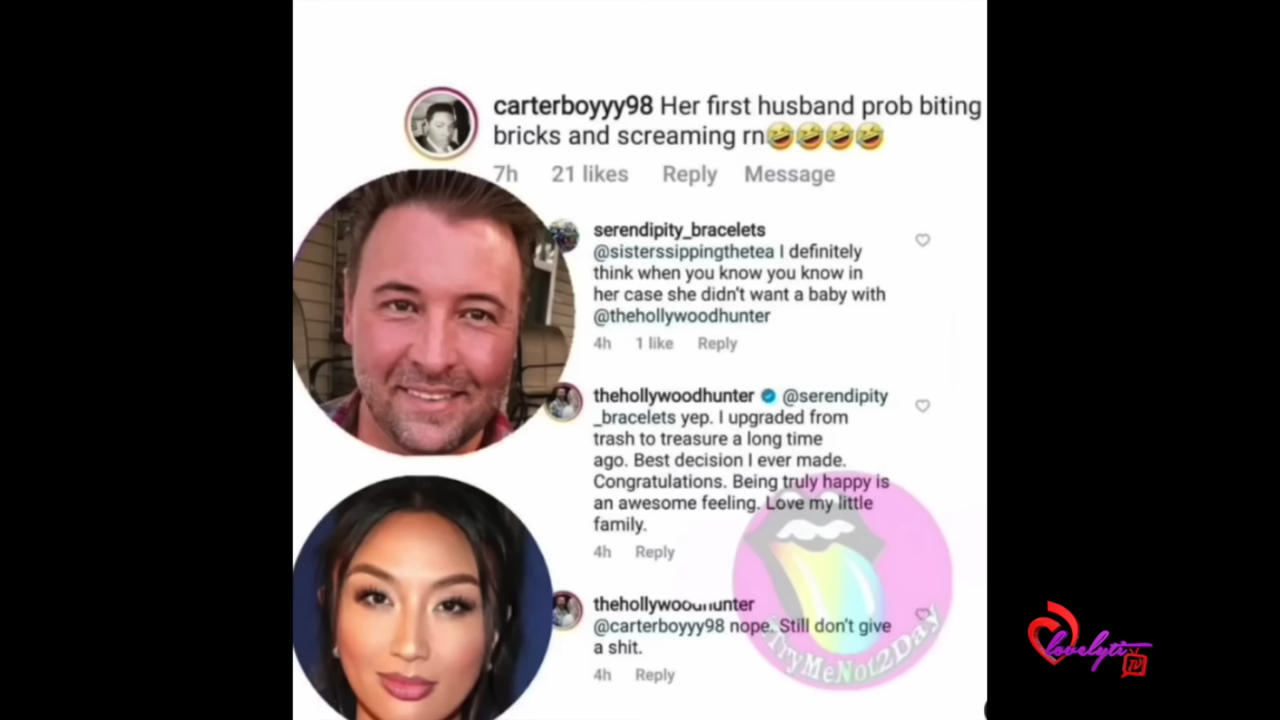 carterboyyy98 Her first husband prob biting
bricks and screaming rn🤣🤣🤣🤣
7h 21 likes Reply Message
serendipity_bracelets
@sisterssippingthetea I definitely
think when you know you know in
her case she didn't want a baby with
@thehollywoodhunter
4h 1 like Reply
thehollywoodhunter @serendipity
_bracelets yep. I upgraded from
trash to treasure a long time
ago. Best decision I ever made.
Congratulations. Being truly happy is
an awesome feeling. Love my little
family.
4h Reply
thehollywoodhunter
@carterboyyy98 nope. Still don't give
a shit.
4h Reply
TryMeNot2Day
lovelyti
TV